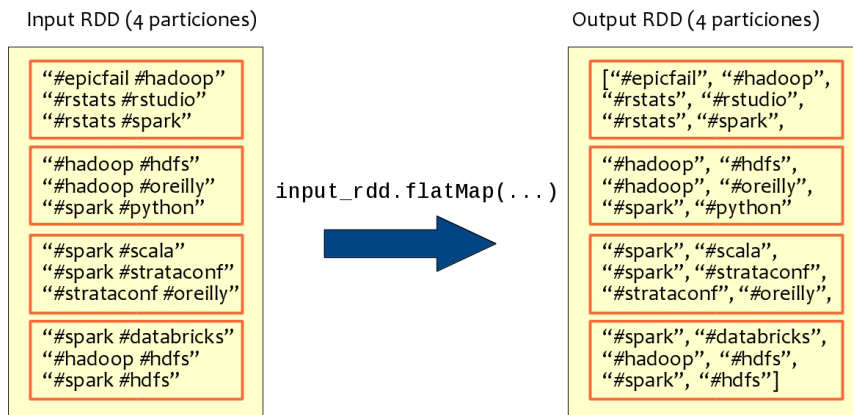 Input RDD (4 particiones)
“#epicfail #hadoop”
“#rstats #rstudio”
“#rstats #spark”
“#hadoop #hdfs”
“#hadoop #oreilly”
“#spark #python”
“#spark #scala”
“#spark #strataconf”
“#strataconf #oreilly”
“#spark #databricks”
“#hadoop #hdfs”
“#spark #hdfs”
input_rdd.flatMap(...)
Output RDD (4 particiones)
[“#epicfail”, “#hadoop”,
“#rstats”, “#rstudio”,
“#rstats”, “#spark”,
“#hadoop”, “#hdfs”,
“#hadoop”, “#oreilly”,
“#spark”, “#python”
“#spark”, “#scala”,
“#spark”, “#strataconf”,
“#strataconf”, “#oreilly”,
“#spark”, “#databricks”,
“#hadoop”, “#hdfs”,
“#spark”, “#hdfs”]